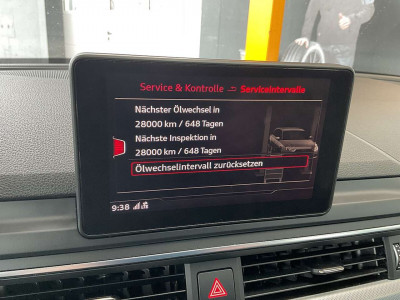 Service & Kontrolle Serviceintervalle
Nächster Ölwechsel in
28000 km / 648 Tagen
Nächste Inspektion in
28000 km / 648 Tagen
Ölwechselintervall zurücksetzen
9:38